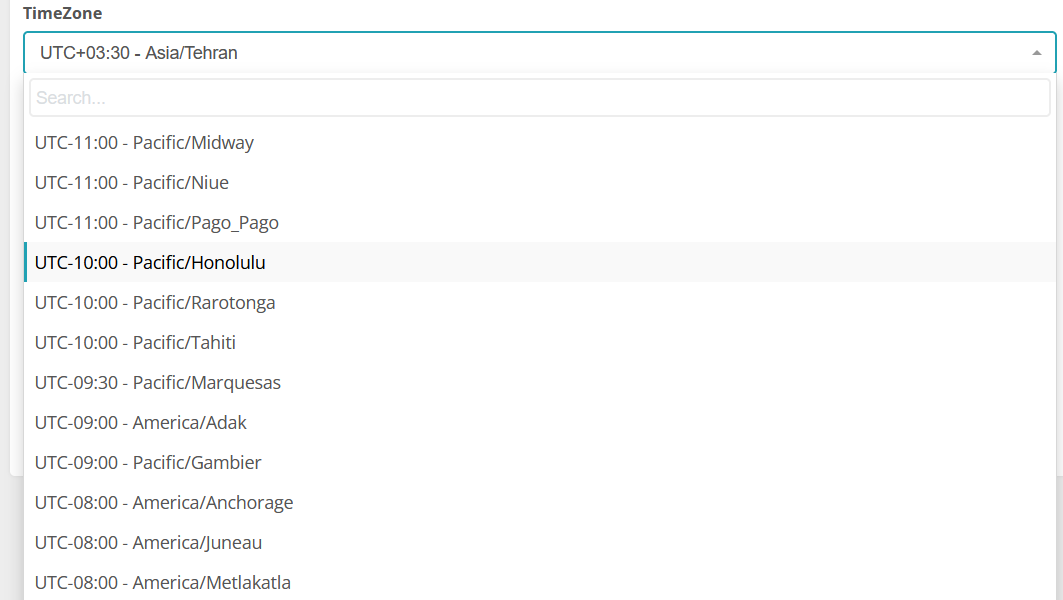 TimeZone
UTC+03:30 - Asia/Tehran
Search...
UTC-11:00 - Pacific/Midway
UTC-11:00 - Pacific/Niue
UTC-11:00 - Pacific/Pago_Pago
UTC-10:00 - Pacific/Honolulu
UTC-10:00 - Pacific/Rarotonga
UTC-10:00 - Pacific/Tahiti
UTC-09:30 - Pacific/Marquesas
UTC-09:00 - America/Adak
UTC-09:00 - Pacific/Gambier
UTC-08:00 - America/Anchorage
UTC-08:00 - America/Juneau
UTC-08:00 - America/Metlakatla